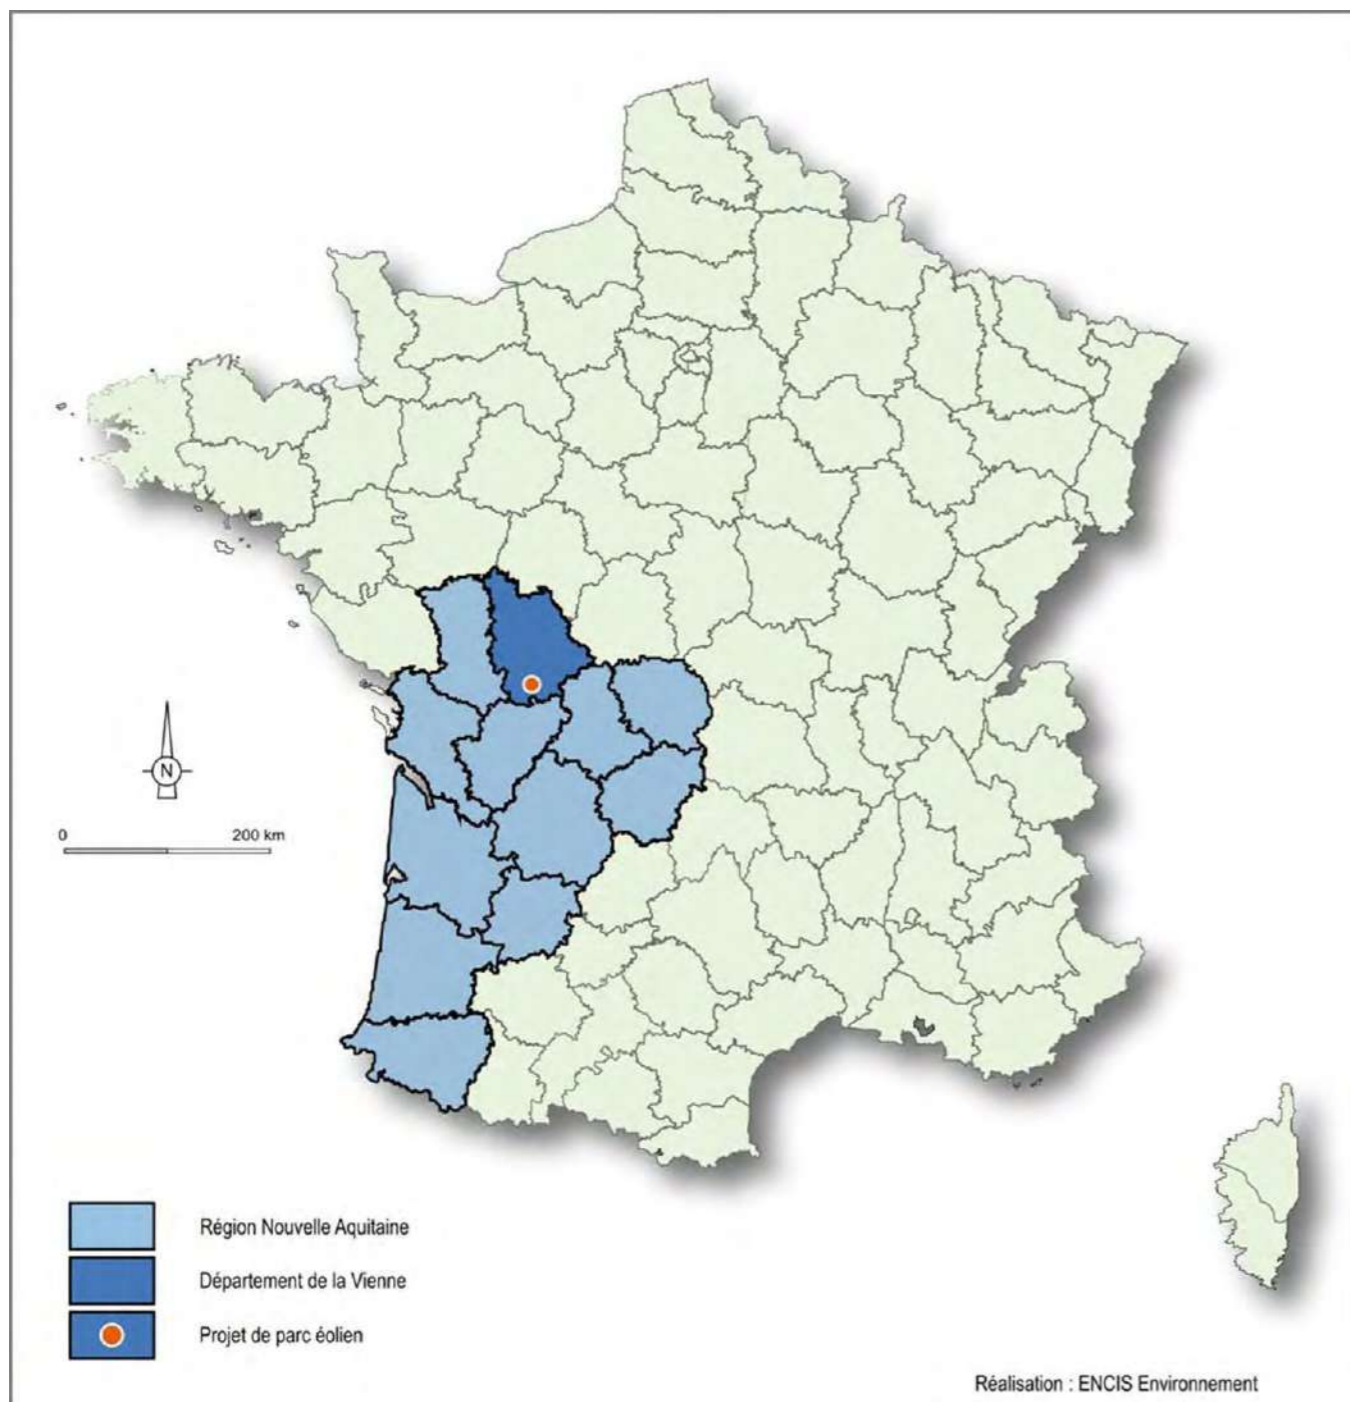 N
0 200 km
Région Nouvelle Aquitaine
Département de la Vienne
Projet de parc éolien
Réalisation : ENCIS Environnement